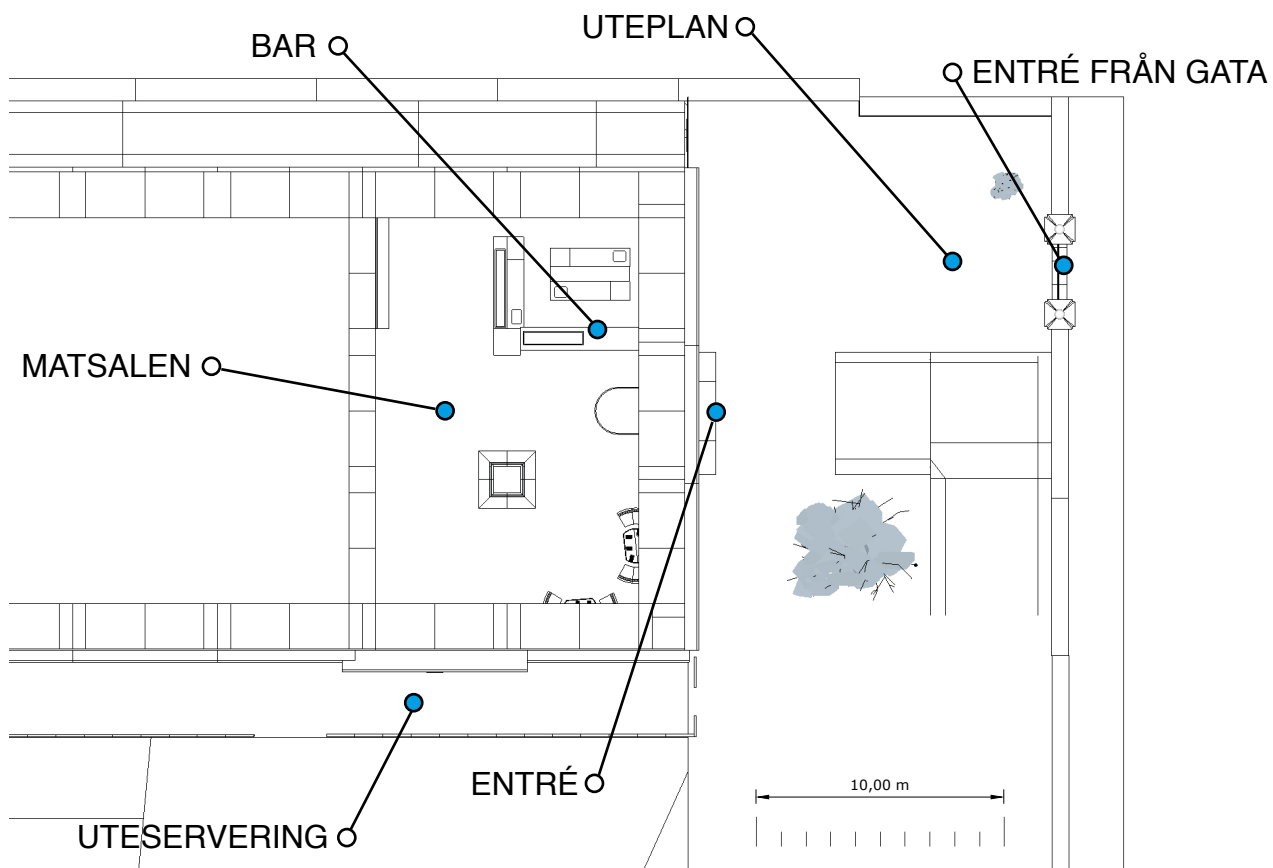 UTEPLAN
BAR
ENTRÉ FRÅN GATA
MATSALEN
10,00 m
ENTRÉ
UTESERVERING